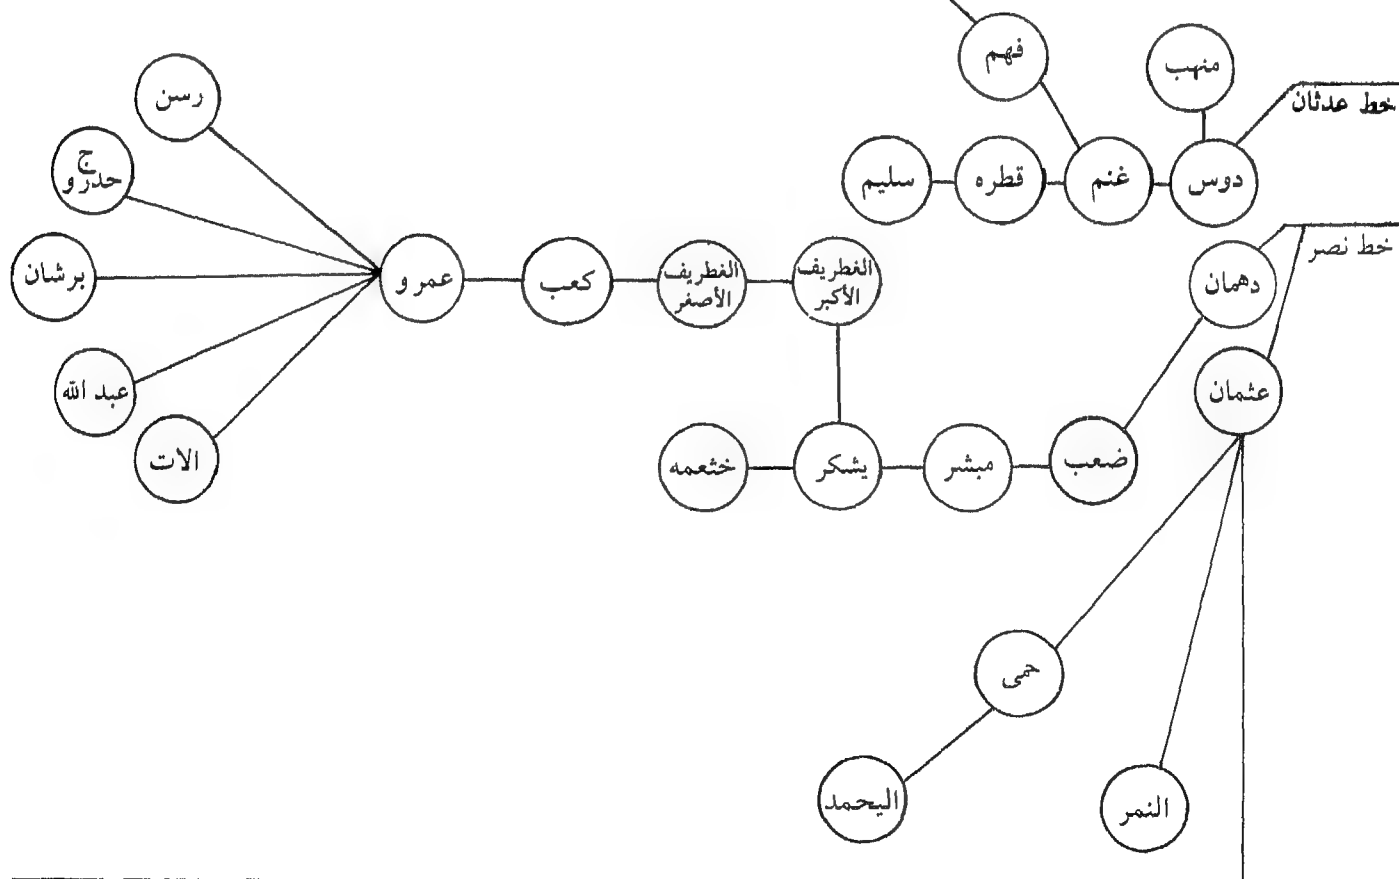 فهم
منهب
خط عدثان
دوس
غنم
قطره
سليم
خط نصر
دهمان
عثمان
ضعب
مبشر
يشكر
خثعمه
الغطريف
الأكبر
الغطريف
الأصغر
كعب
عمرو
رسن
ج
حدرو
برشان
عبد الله
الات
حمى
اليحمد
النمر